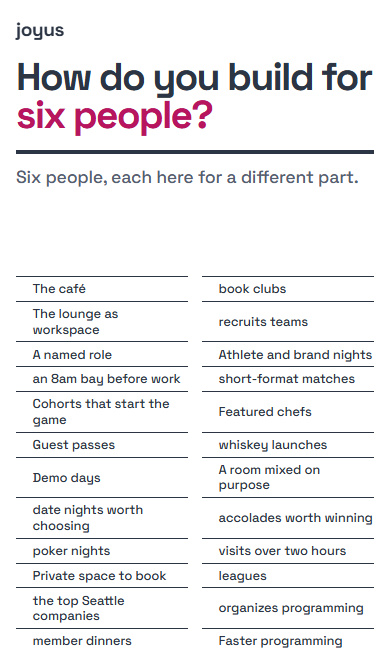 joyus
How do you build for
six people?
Six people, each here for a different part.
The café
book clubs
The lounge as
workspace
recruits teams
A named role
Athlete and brand nights
an 8am bay before work
short-format matches
Cohorts that start the
game
Featured chefs
Guest passes
whiskey launches
Demo days
A room mixed on
purpose
date nights worth
choosing
accolades worth winning
poker nights
visits over two hours
Private space to book
leagues
the top Seattle
companies
organizes programming
member dinners
Faster programming